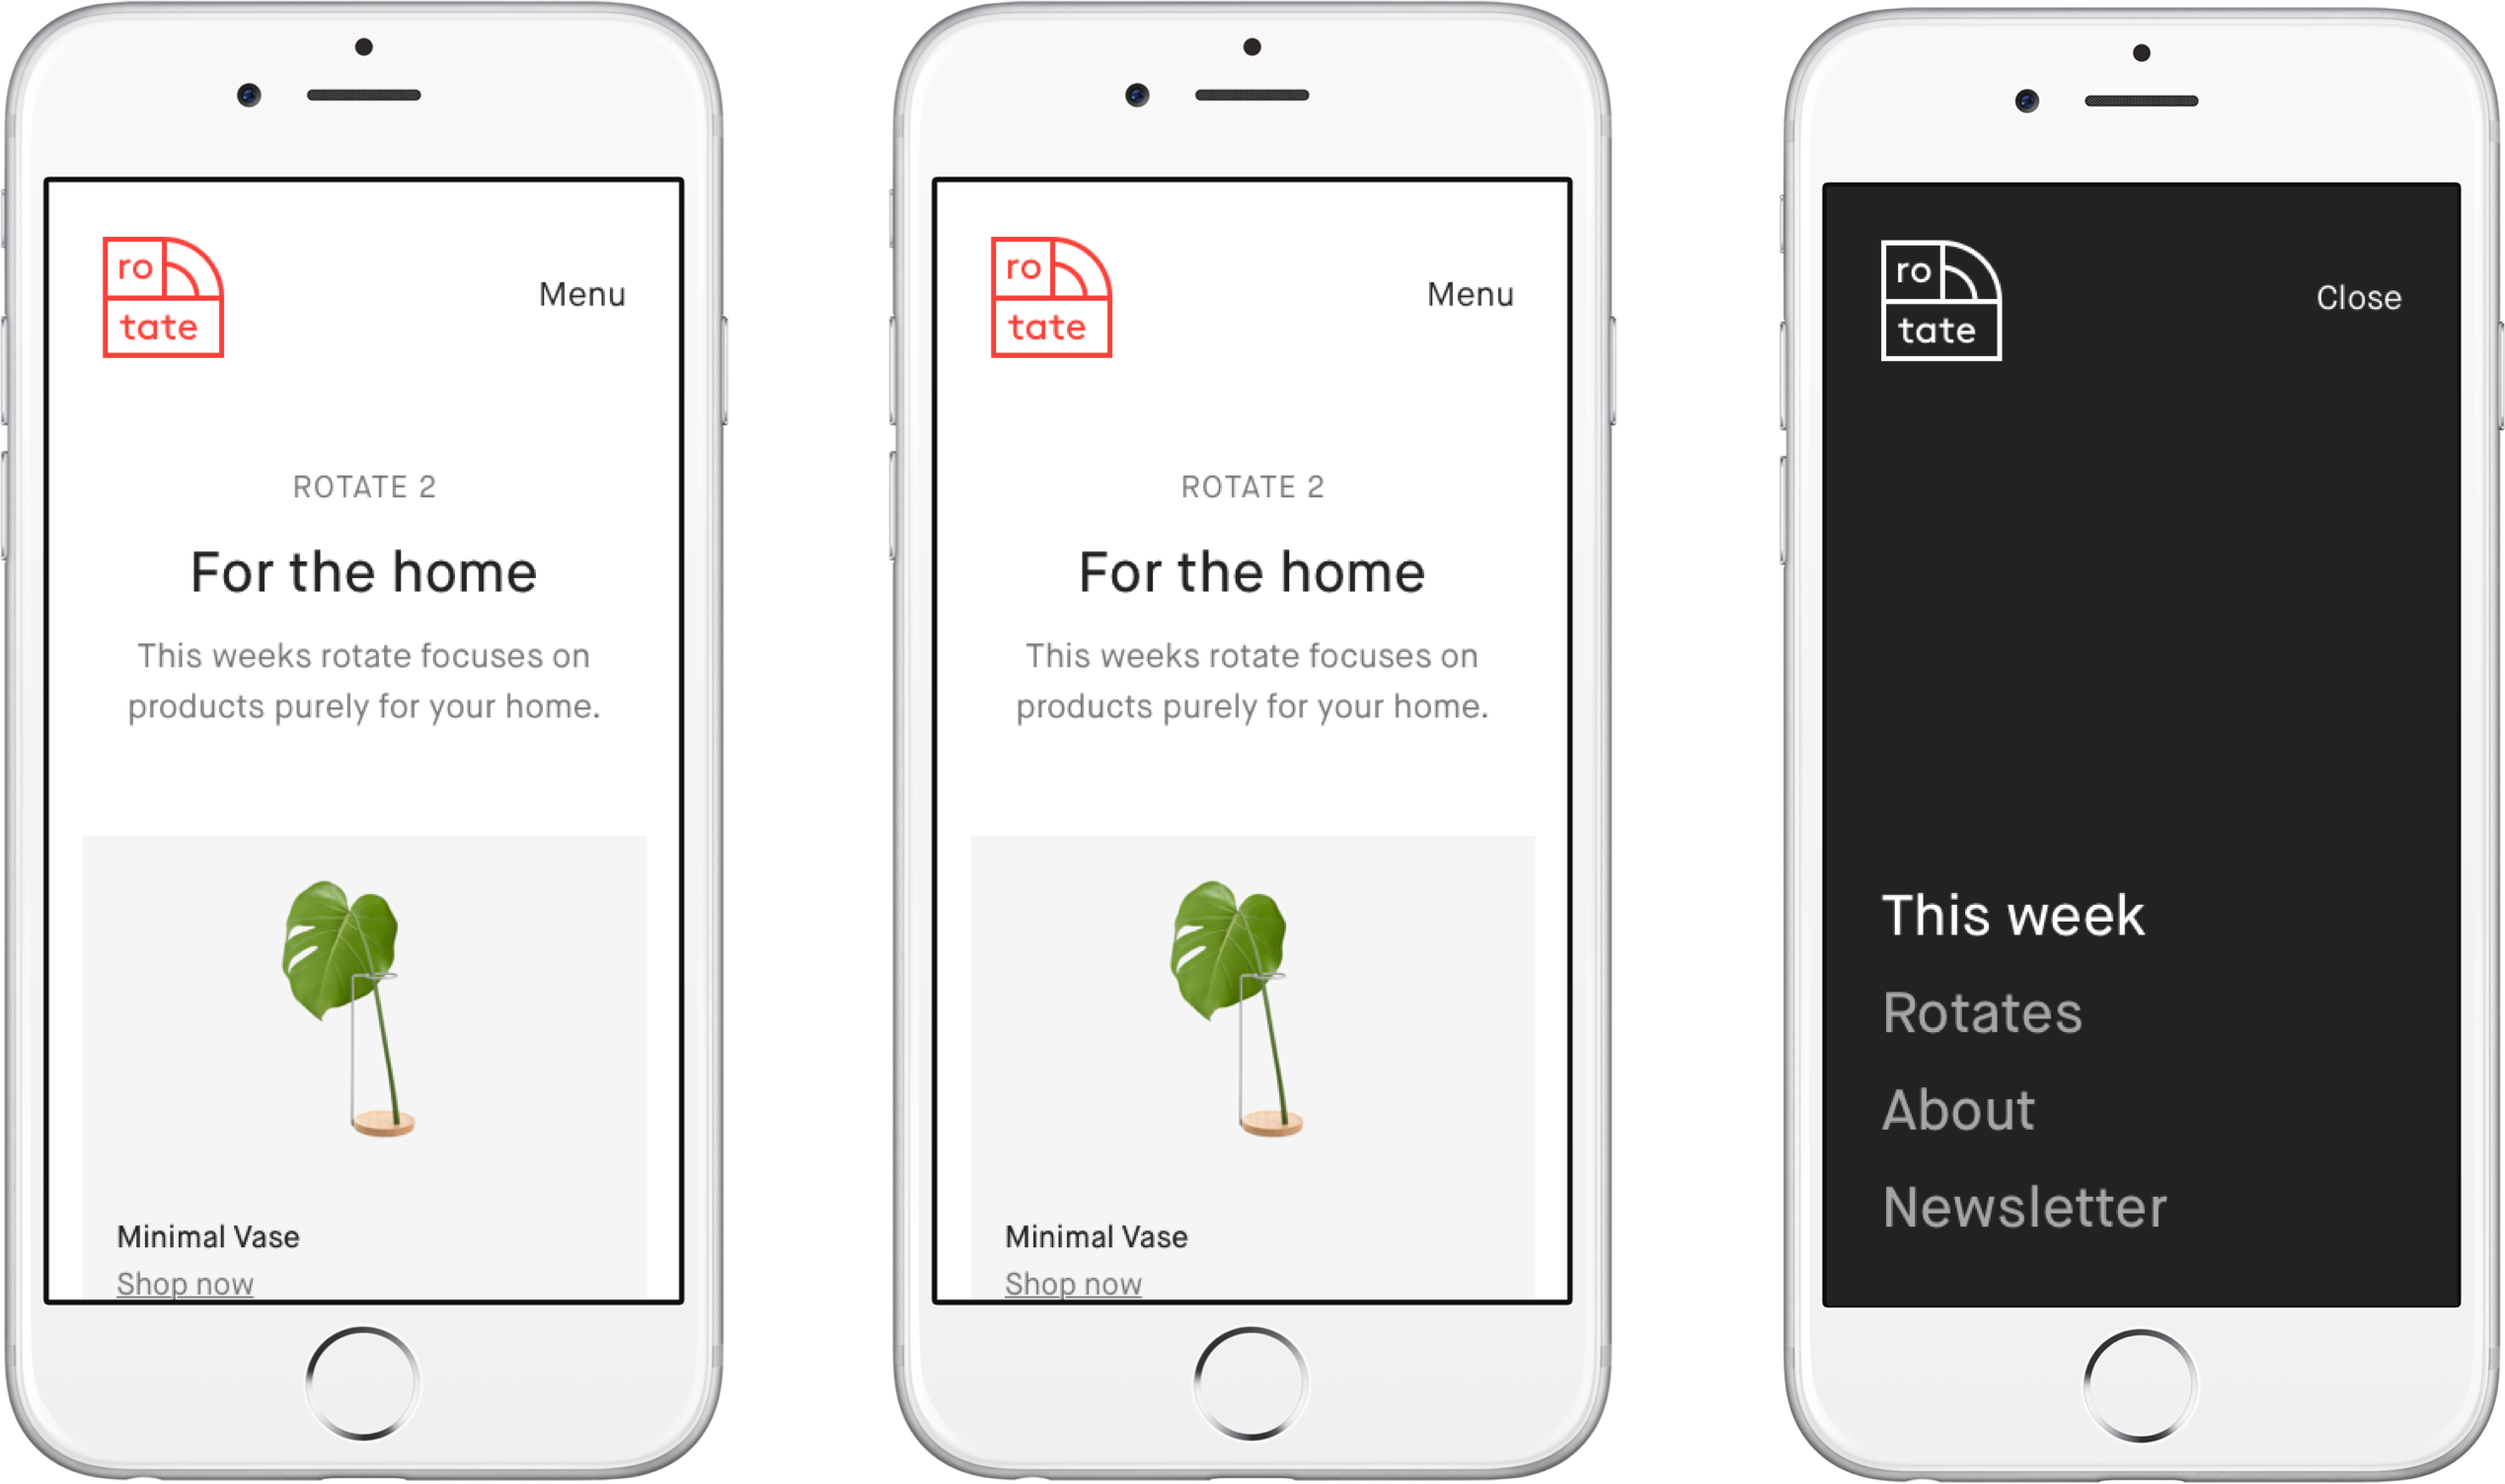 ro
tate
Menu
ROTATE 2
For the home
This weeks rotate focuses on
products purely for your home.
Minimal Vase
Shop now
ro
tate
Menu
ROTATE 2
For the home
This weeks rotate focuses on
products purely for your home.
Minimal Vase
Shop now
ro
tate
Close
This week
Rotates
About
Newsletter